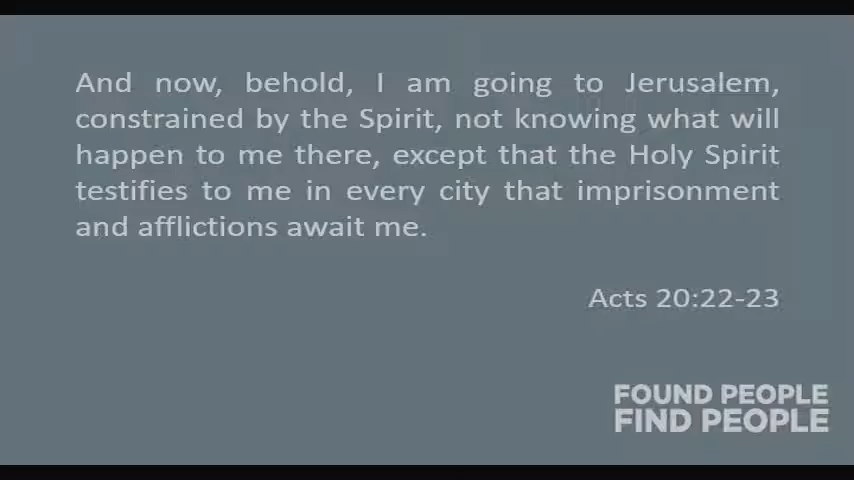 And now, behold, I am going to Jerusalem,
constrained by the Spirit, not knowing what will
happen to me there, except that the Holy Spirit
testifies to me in every city that imprisonment
and afflictions await me.
Acts 20:22-23
FOUND PEOPLE
FIND PEOPLE